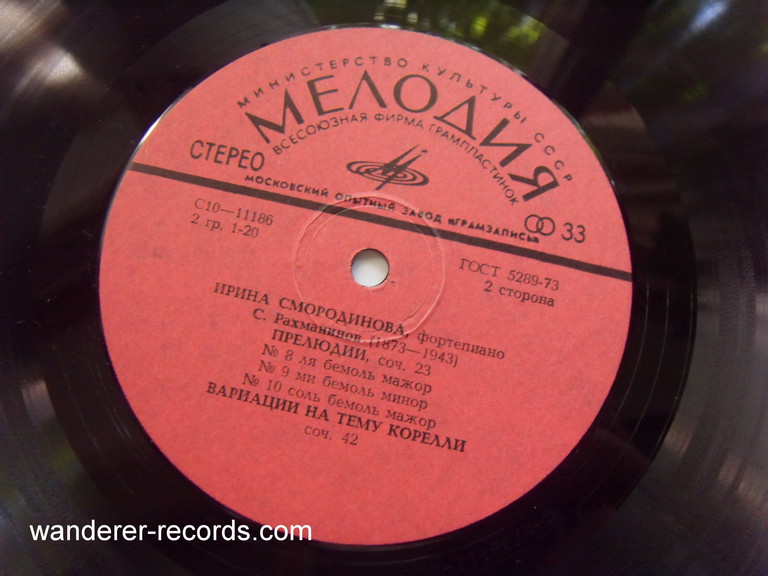 МИНИСТЕРСТВО КУЛЬТУРЫ СССР
МЕЛОДИЯ
ВСЕСОЮЗНАЯ ФИРМА ГРАМПЛАСТИНОК
СТЕРЕО
МОСКОВСКИЙ ОПЫТНЫЙ ЗАВОД «ГРАМЗАПИСЬ»
33
С10—11186
2 гр. 1-20
ГОСТ 5289-73
2 сторона
ИРИНА СМОРОДИНОВА, фортепиано
С. Рахманинов (1873—1943)
ПРЕЛЮДИИ, соч. 23
№ 8 ля бемоль мажор
№ 9 ми бемоль минор
№ 10 соль бемоль мажор
ВАРИАЦИИ НА ТЕМУ КОРЕЛЛИ
соч. 42
wanderer-records.com